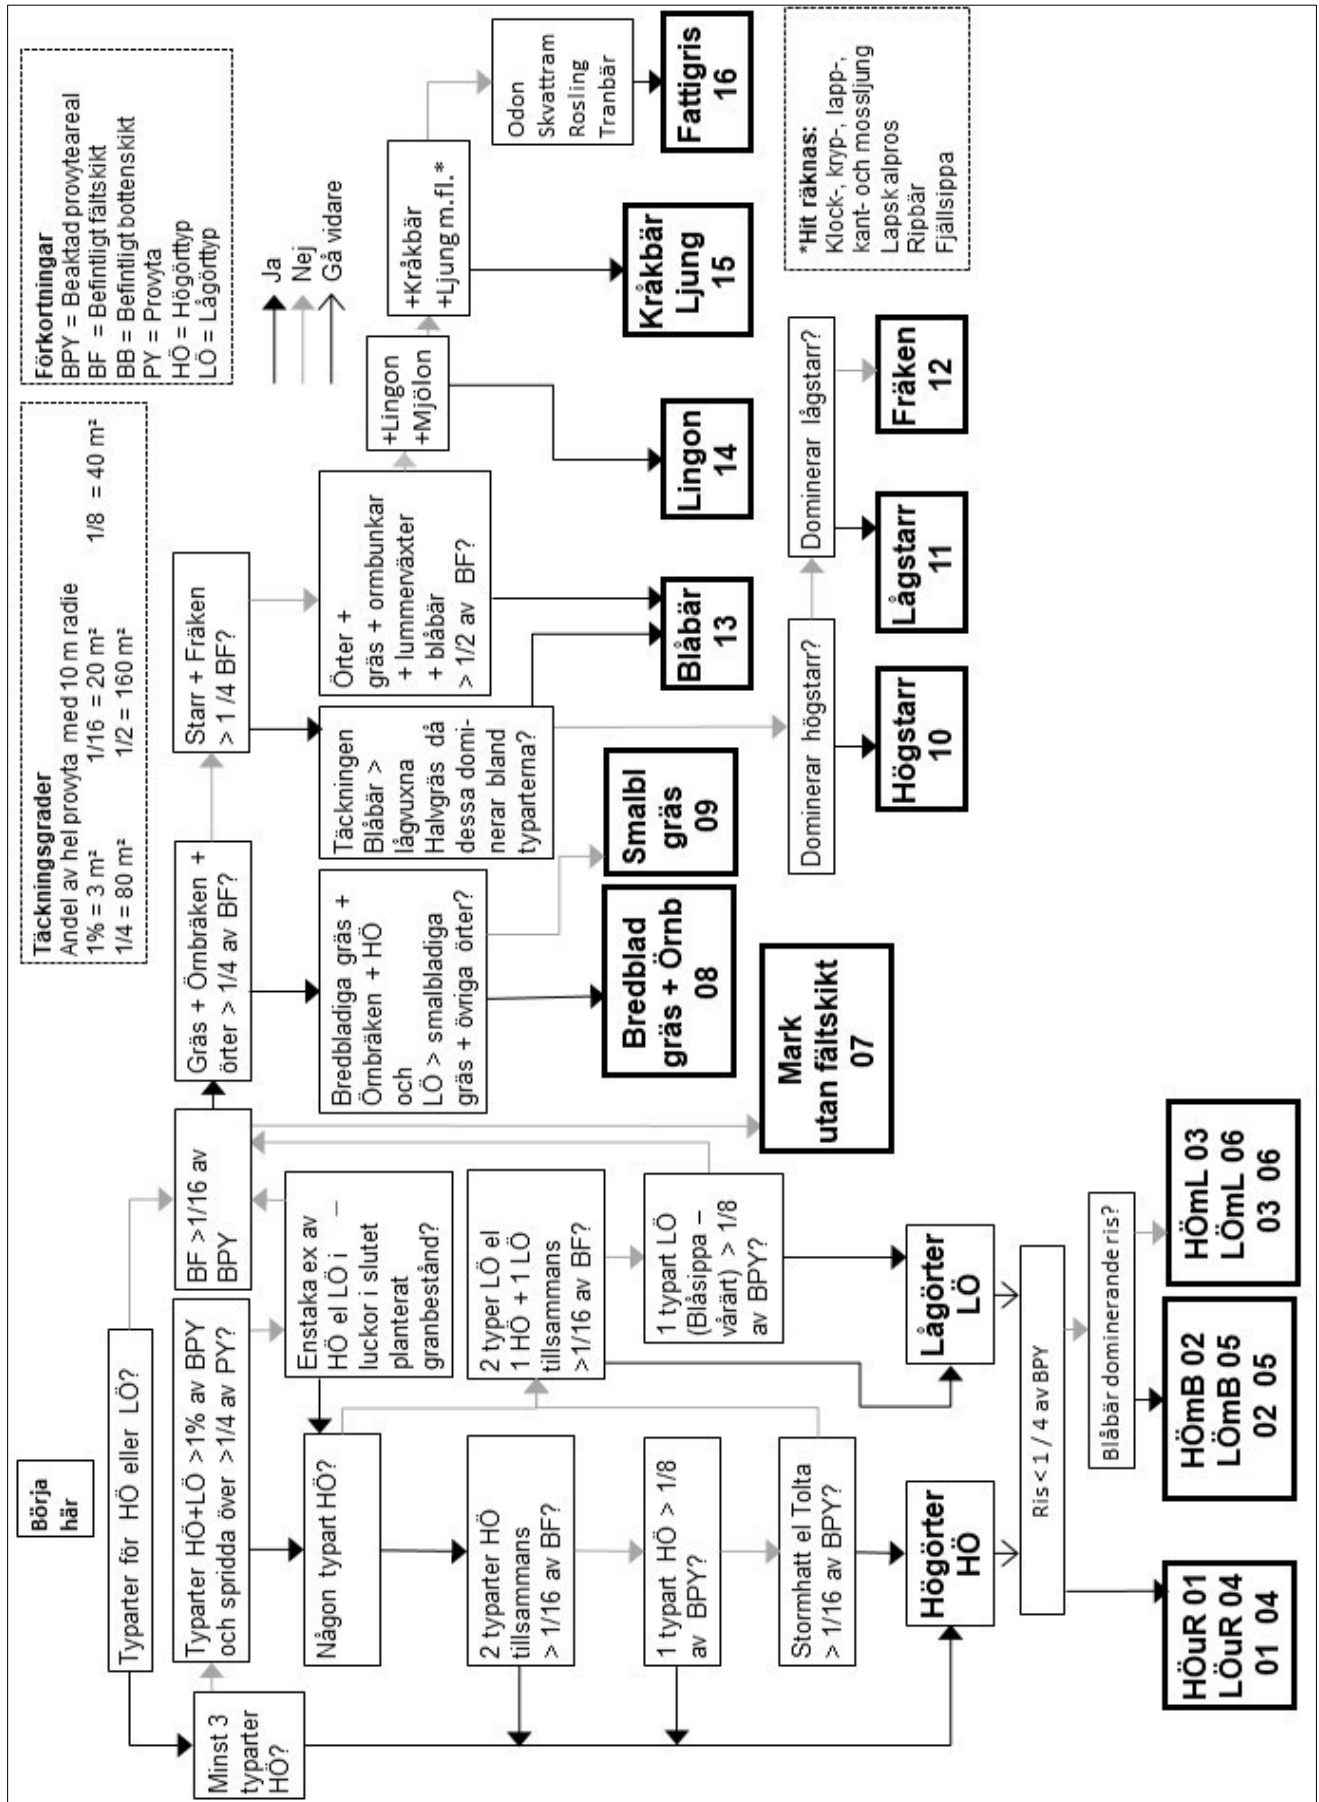 Börja
här
Typarter för HÖ eller LÖ?
Minst 3
typarter
HÖ?
Typarter HÖ+LÖ >1% av BPY
och spridda över >1/4 av PY?
BF >1/16 av
BPY
Enstaka ex av
HÖ el LÖ i
luckor i slutet
planterat
granbestånd?
Någon typart HÖ?
2 typarter HÖ
tillsammans
> 1/16 av BF?
1 typart HÖ > 1/8
av BPY?
Stormhatt el Tolta
> 1/16 av BPY?
2 typer LÖ el
1 HÖ + 1 LÖ
tillsammans
>1/16 av BF?
1 typart LÖ
(Blåsippa –
vårärt) > 1/8
av BPY?
Högörter
HÖ
Lågörter
LÖ
Ris < 1 / 4 av BPY
Blåbär dominerande ris?
HÖuR 01
LÖuR 04
01 04
HÖmB 02
LÖmB 05
02 05
HÖmL 03
LÖmL 06
03 06
Mark
utan fältskikt
07
Gräs + Örnbräken +
örter > 1/4 av BF?
Bredbladiga gräs +
Örnbräken + HÖ
och
LÖ > smalbladiga
gräs + övriga örter?
Bredblad
gräs + Örnb
08
Smalbl
gräs
09
Starr + Fräken
> 1 /4 BF?
Täckningen
Blåbär >
lågvuxna
Halvgräs då
dessa domi-
nerar bland
typarterna?
Örter +
gräs + ormbunkar
+ lummerväxter
+ blåbär
> 1/2 av BF?
Dominerar högstarr?
Dominerar lågstarr?
Högstarr
10
Lågstarr
11
Fräken
12
Blåbär
13
+Lingon
+Mjölon
Lingon
14
+Kråkbär
+Ljung m.fl.*
Kråkbär
Ljung
15
Odon
Skvattram
Rosling
Tranbär
Fattigris
16
Täckningsgrader
Andel av hel provyta med 10 m radie
1% = 3 m² 1/16 = 20 m² 1/8 = 40 m²
1/4 = 80 m² 1/2 = 160 m²
Förkortningar
BPY = Beaktad provyteareal
BF = Befintligt fältskikt
BB = Befintligt bottenskikt
PY = Provyta
HÖ = Högörttyp
LÖ = Lågörttyp
Ja
Nej
Gå vidare
*Hit räknas:
Klock-, kryp-, lapp-,
kant- och mossljung
Lapsk alpros
Ripbär
Fjällsippa